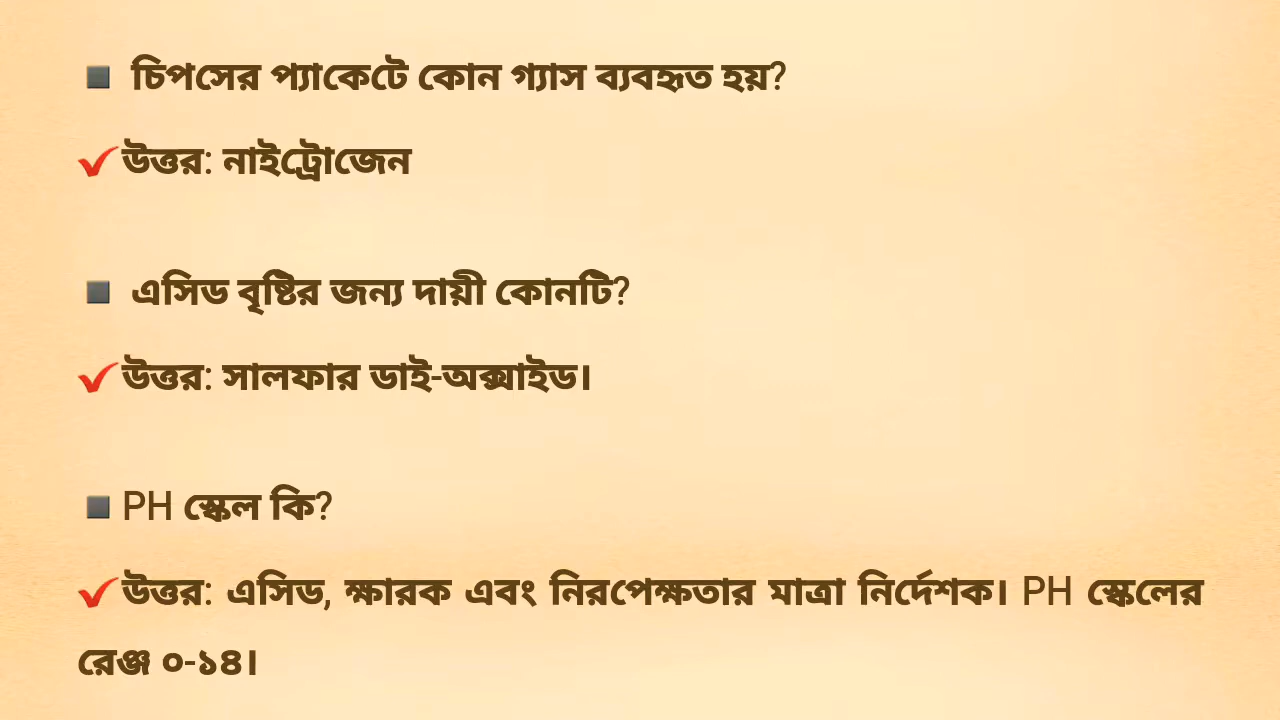 ▪ চিপসের প্যাকেটে কোন গ্যাস ব্যবহৃত হয়?
✓উত্তর: নাইট্রোজেন
▪ এসিড বৃষ্টির জন্য দায়ী কোনটি?
✓উত্তর: সালফার ডাই-অক্সাইড।
▪ PH স্কেল কি?
✓উত্তর: এসিড, ক্ষারক এবং নিরপেক্ষতার মাত্রা নির্দেশক। PH স্কেলের
রেঞ্জ ০-১৪।